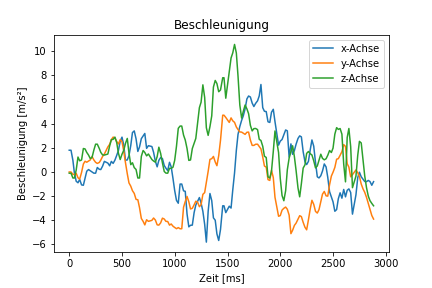 Beschleunigung
Beschleunigung [m/s²]
10
8
6
4
2
0
−2
−4
−6
x-Achse
y-Achse
z-Achse
0
500
1000
1500
2000
2500
3000
Zeit [ms]